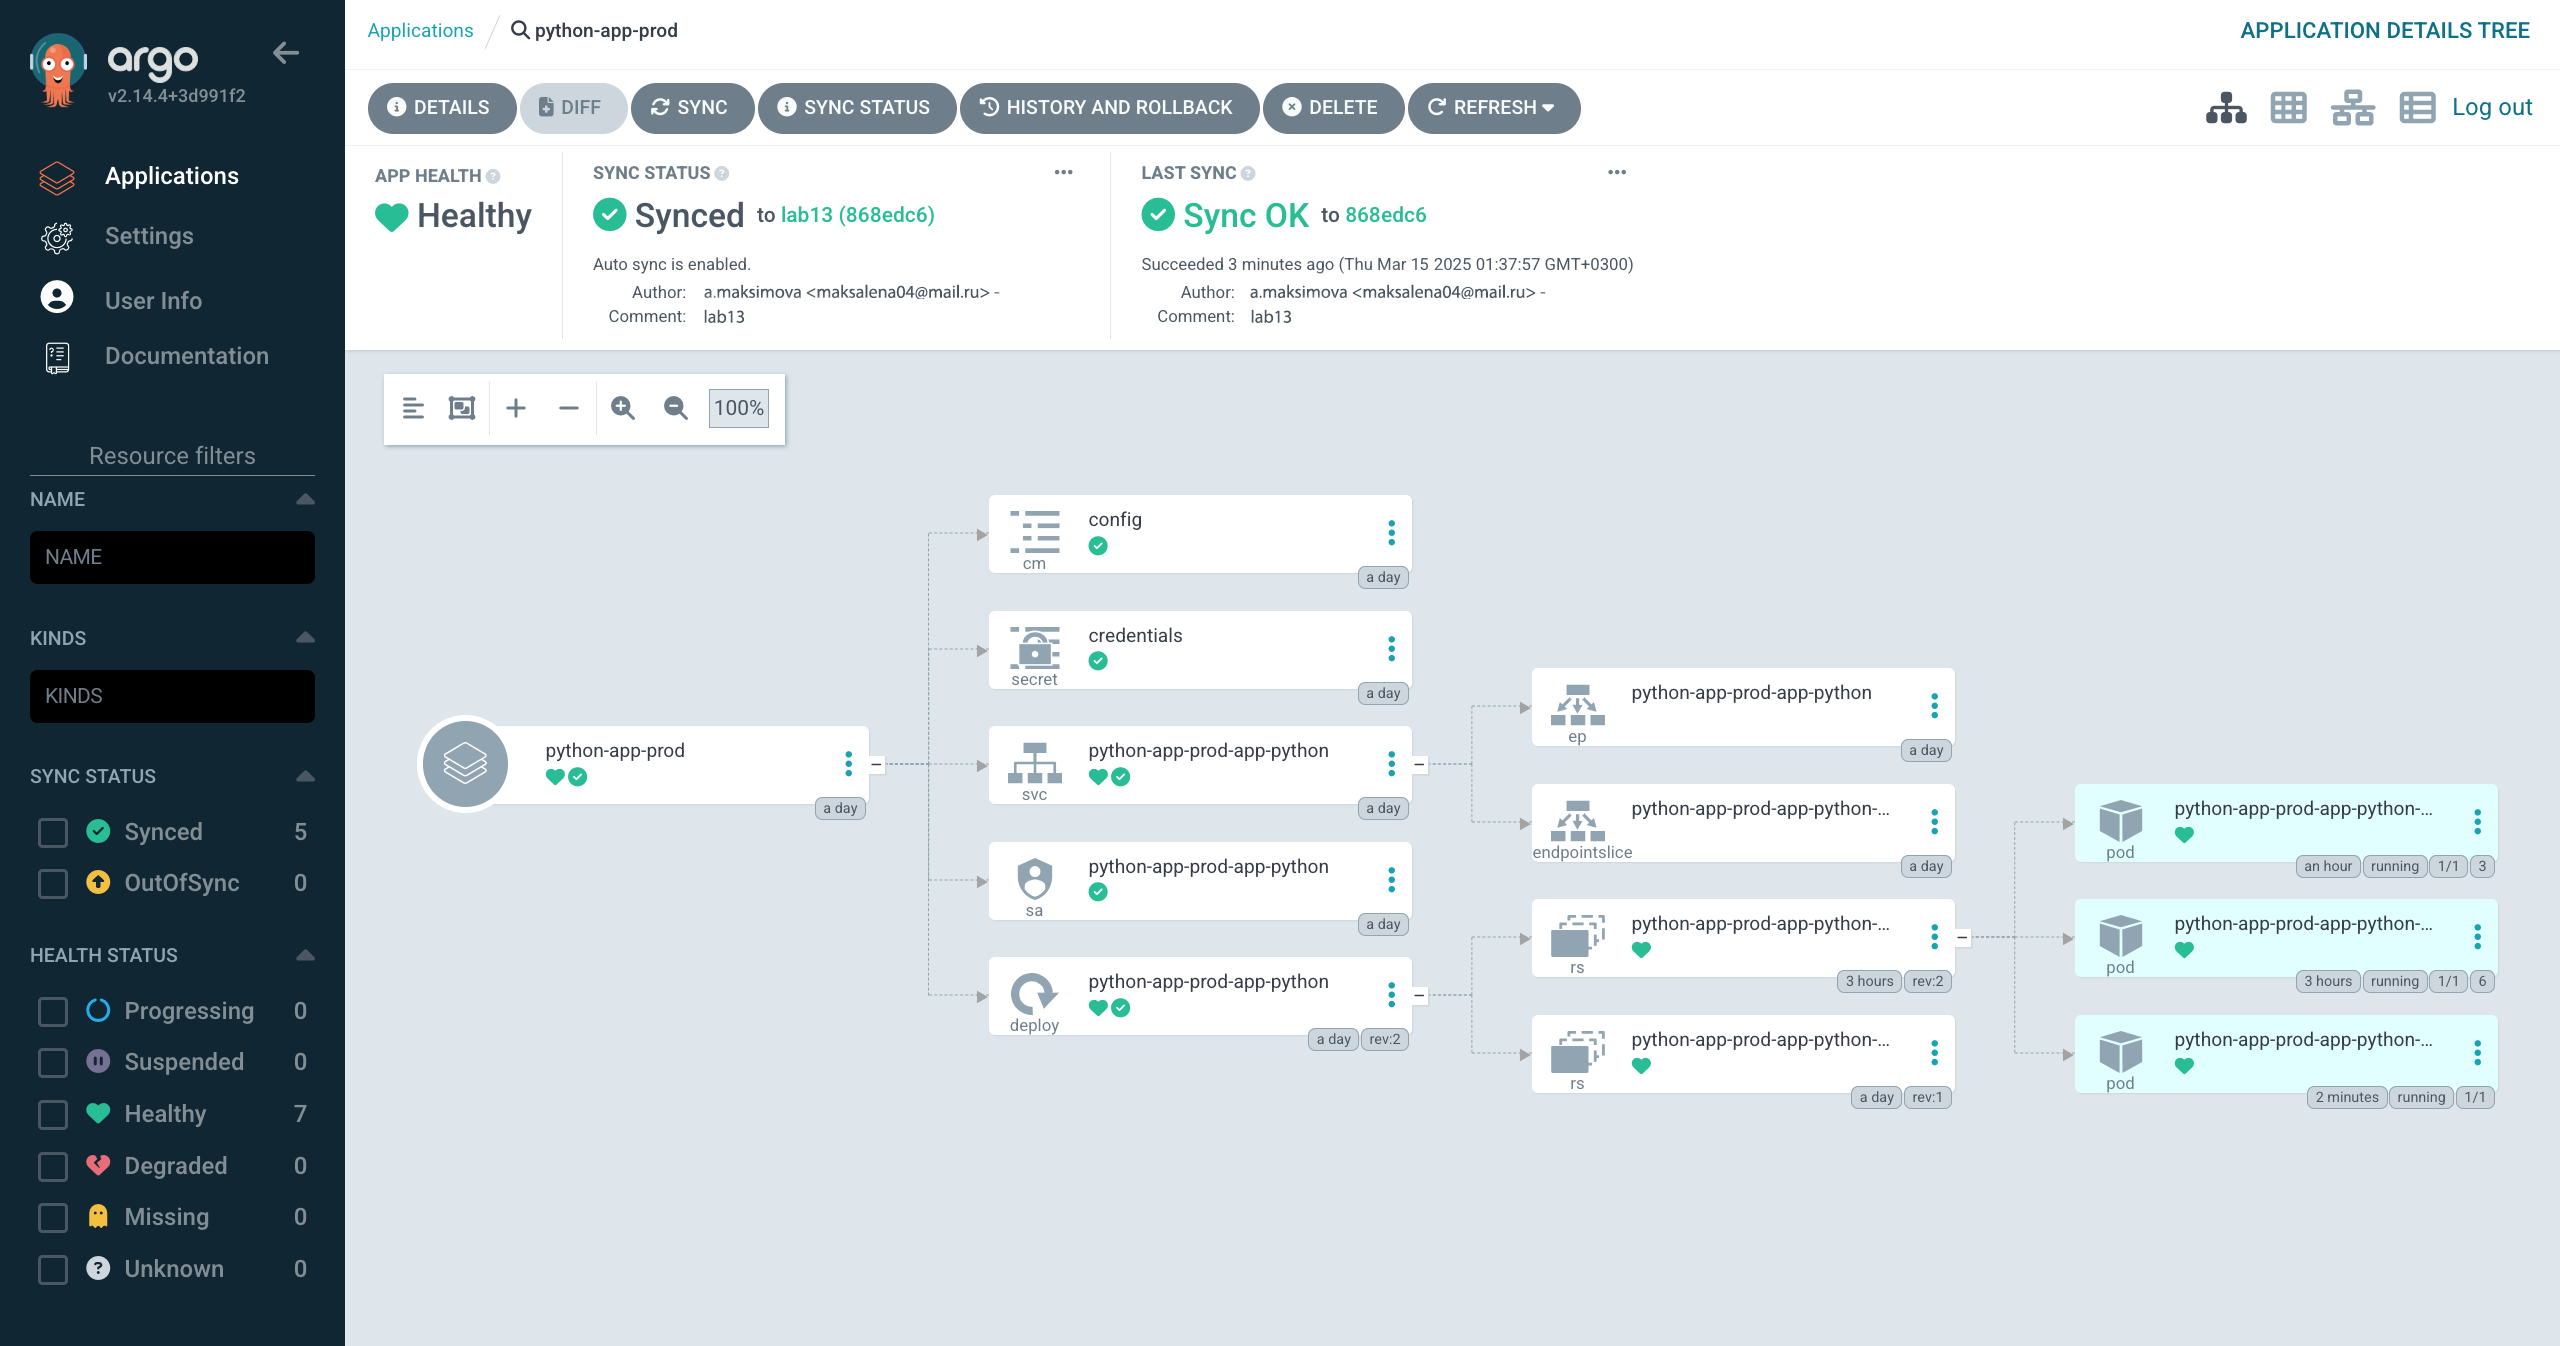 argo
v2.14.4+3d991f2
Applications
Settings
User Info
Documentation
Resource filters
NAME
NAME
KINDS
KINDS
SYNC STATUS
Synced 5
OutOfSync 0
HEALTH STATUS
Progressing 0
Suspended 0
Healthy 7
Degraded 0
Missing 0
Unknown 0
Applications / python-app-prod
APPLICATION DETAILS TREE
DETAILS DIFF SYNC SYNC STATUS HISTORY AND ROLLBACK DELETE REFRESH
Log out
APP HEALTH
Healthy
SYNC STATUS
Synced to lab13 (868edc6)
Auto sync is enabled.
Author: a.maksimova <maksalena04@mail.ru> -
Comment: lab13
LAST SYNC
Sync OK to 868edc6
Succeeded 3 minutes ago (Thu Mar 15 2025 01:37:57 GMT+0300)
Author: a.maksimova <maksalena04@mail.ru> -
Comment: lab13
100%
python-app-prod
a day
config
cm
a day
credentials
secret
a day
python-app-prod-app-python
svc
a day
python-app-prod-app-python
sa
a day
python-app-prod-app-python
deploy
a day rev:2
python-app-prod-app-python
ep
a day
python-app-prod-app-python-...
endpointslice
a day
python-app-prod-app-python-...
rs
3 hours rev:2
python-app-prod-app-python-...
rs
a day rev:1
python-app-prod-app-python-...
pod
an hour running 1/1 3
python-app-prod-app-python-...
pod
3 hours running 1/1 6
python-app-prod-app-python-...
pod
2 minutes running 1/1